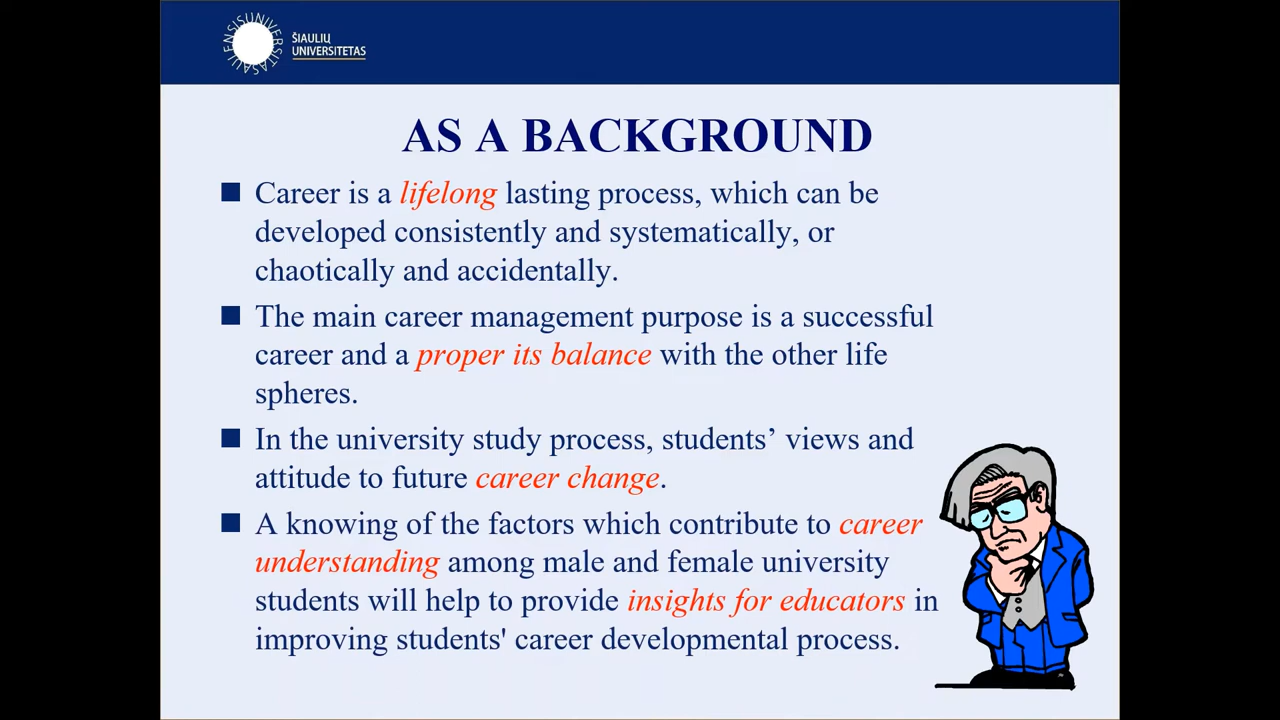 SISUNIVERSITASSAULEN
ŠIAULIŲ
UNIVERSITETAS
AS A BACKGROUND
Career is a lifelong lasting process, which can be
developed consistently and systematically, or
chaotically and accidentally.
The main career management purpose is a successful
career and a proper its balance with the other life
spheres.
In the university study process, students’ views and
attitude to future career change.
A knowing of the factors which contribute to career
understanding among male and female university
students will help to provide insights for educators in
improving students' career developmental process.